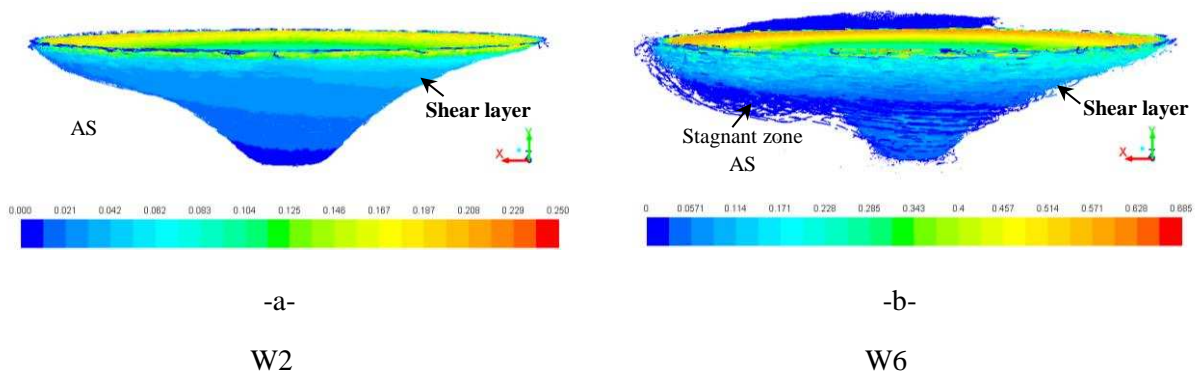 AS
Shear layer
X
Y
Z
0.000 0.021 0.042 0.062 0.083 0.104 0.125 0.146 0.167 0.187 0.208 0.229 0.250
-a-
W2
Stagnant zone
AS
Shear layer
X
Y
Z
0 0.0571 0.114 0.171 0.228 0.285 0.343 0.4 0.457 0.514 0.571 0.628 0.685
-b-
W6